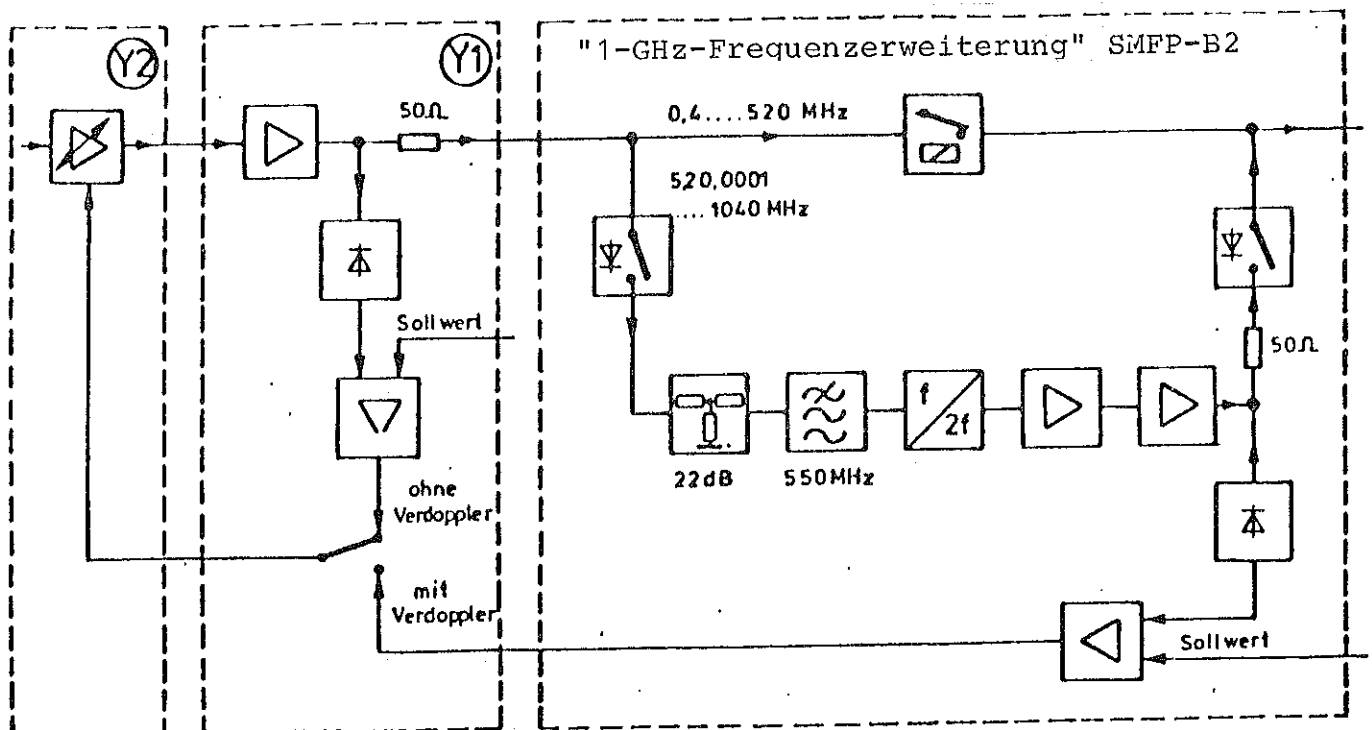 Y2
Y1
"1-GHz-Frequenzerweiterung" SMFP-B2
50Ω
0,4....520 MHz
520,0001
....1040 MHz
Sollwert
50Ω
f
2f
22dB
550MHz
ohne
Verdoppler
mit
Verdoppler
Sollwert